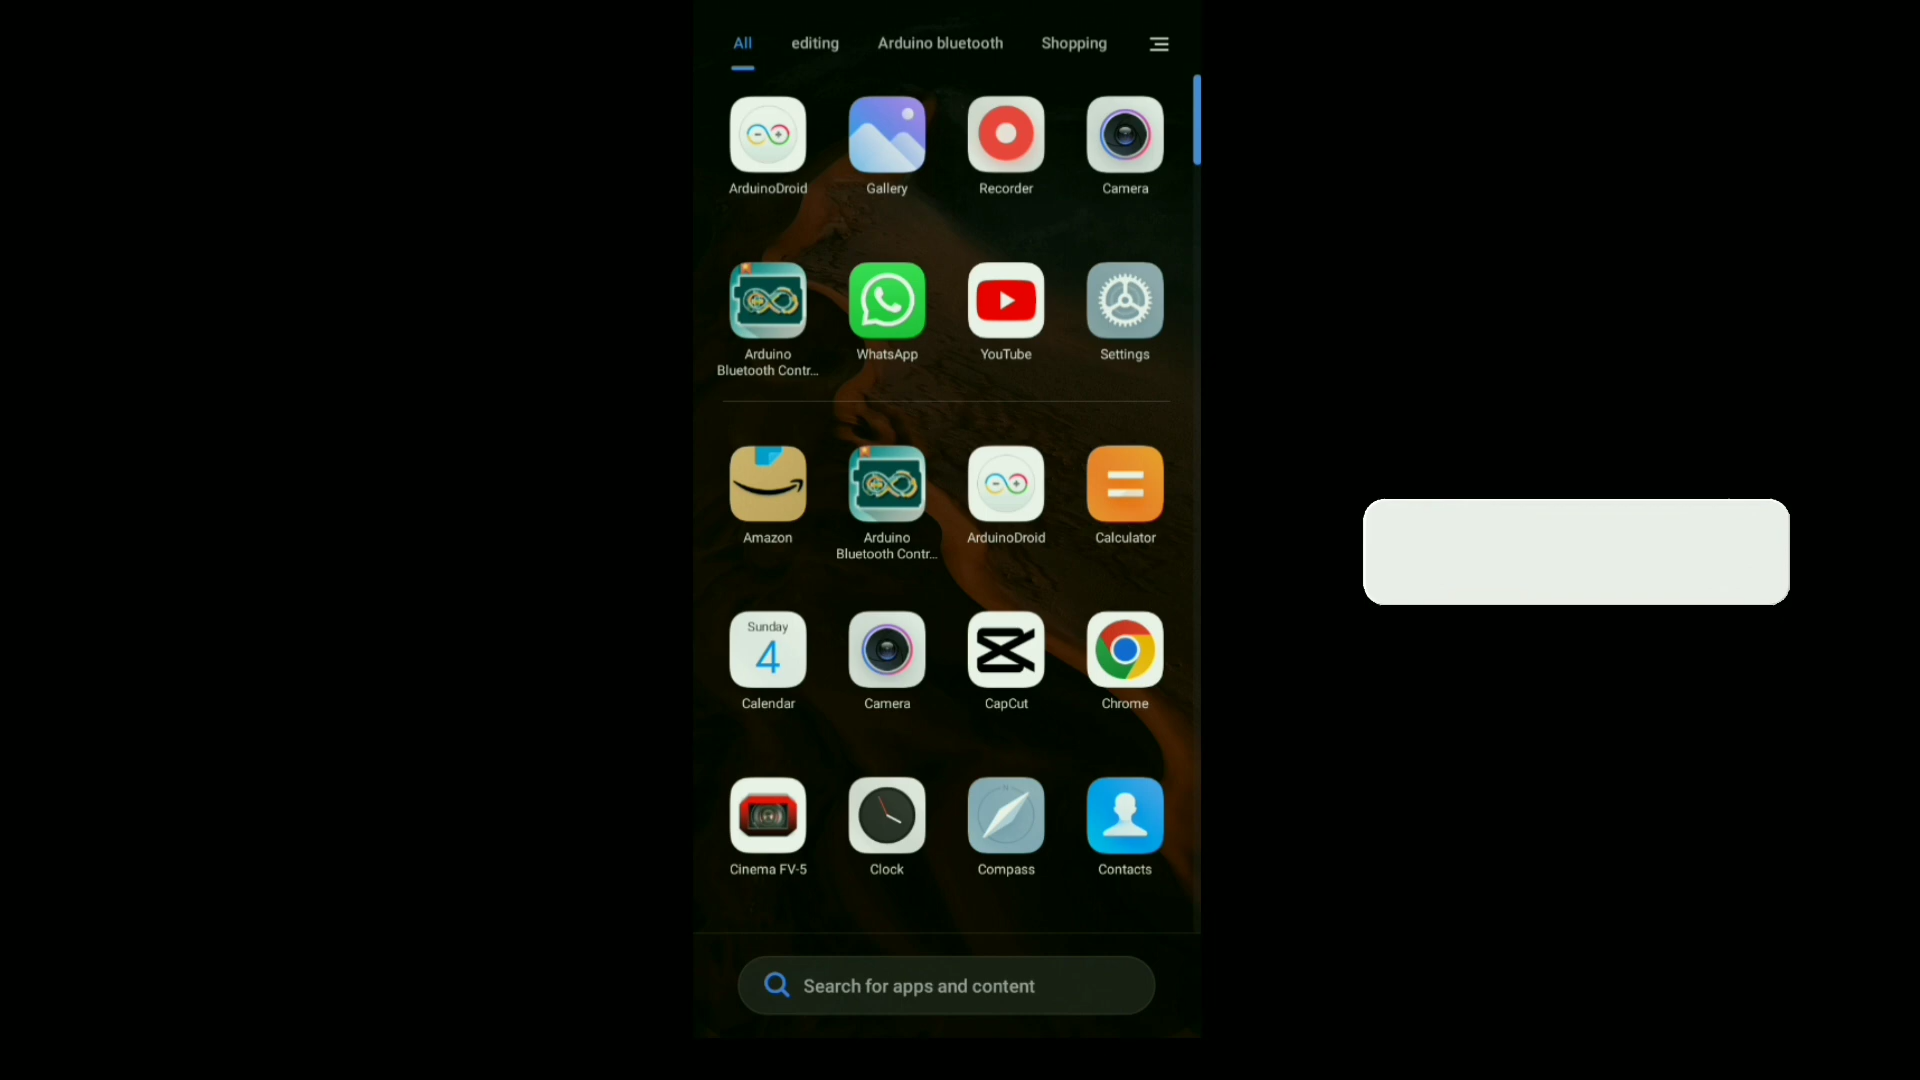 All editing Arduino bluetooth Shopping
ArduinoDroid Gallery Recorder Camera
Arduino Bluetooth Contr... WhatsApp YouTube Settings
Amazon Arduino Bluetooth Contr... ArduinoDroid Calculator
Sunday
4
Calendar Camera CapCut Chrome
N
Cinema FV-5 Clock Compass Contacts
Search for apps and content